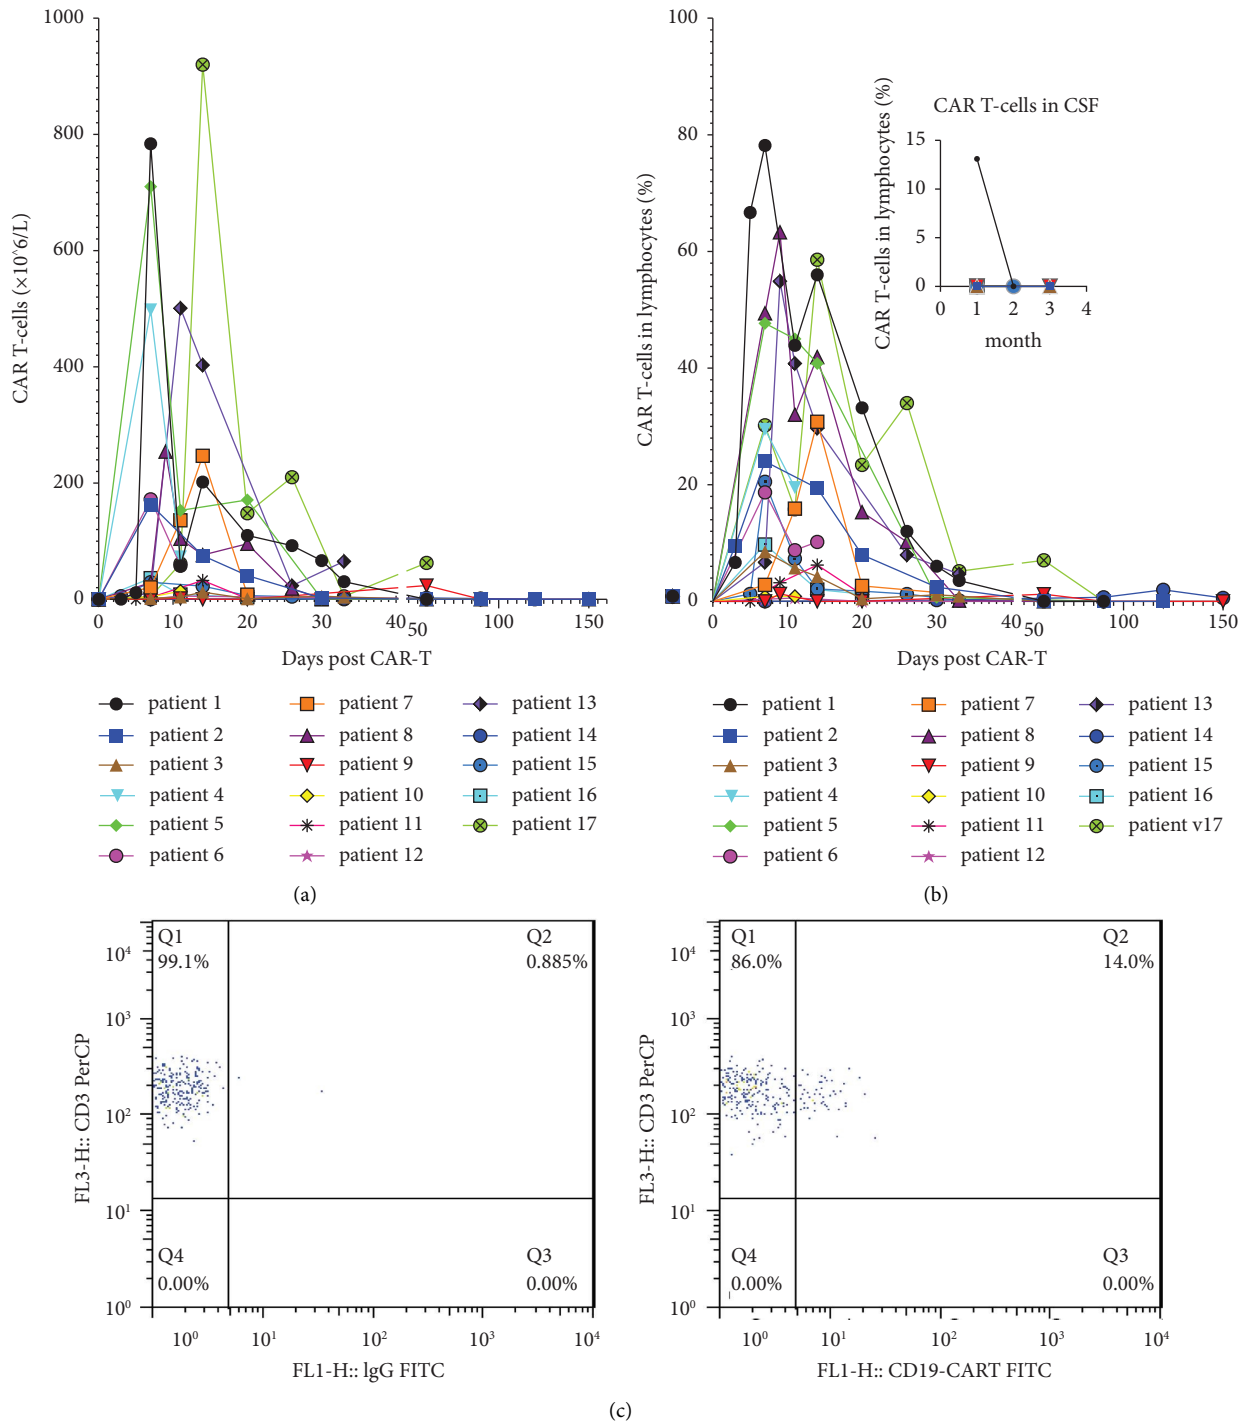 1000
800
600
400
200
0
CAR T-cells (×10^6/L)
0 10 20 30 40 50 100 150
Days post CAR-T
patient 1 patient 7 patient 13
patient 2 patient 8 patient 14
patient 3 patient 9 patient 15
patient 4 patient 10 patient 16
patient 5 patient 11 patient 17
patient 6 patient 12
(a)
100
80
60
40
20
0
CAR T-cells in lymphocytes (%)
0 10 20 30 40 50 100 150
Days post CAR-T
CAR T-cells in CSF
15
10
5
0
CAR T-cells in lymphocytes (%)
0 1 2 3 4
month
patient 1 patient 7 patient 13
patient 2 patient 8 patient 14
patient 3 patient 9 patient 15
patient 4 patient 10 patient 16
patient 5 patient 11 patient v17
patient 6 patient 12
(b)
Q1 Q2
99.1% 0.885%
Q4 Q3
0.00% 0.00%
10⁴
10³
10²
10¹
10⁰
FL3-H:: CD3 PerCP
10⁰ 10¹ 10² 10³ 10⁴
FL1-H:: lgG FITC
Q1 Q2
86.0% 14.0%
Q4 Q3
0.00% 0.00%
10⁴
10³
10²
10¹
10⁰
FL3-H:: CD3 PerCP
10⁰ 10¹ 10² 10³ 10⁴
FL1-H:: CD19-CART FITC
(c)